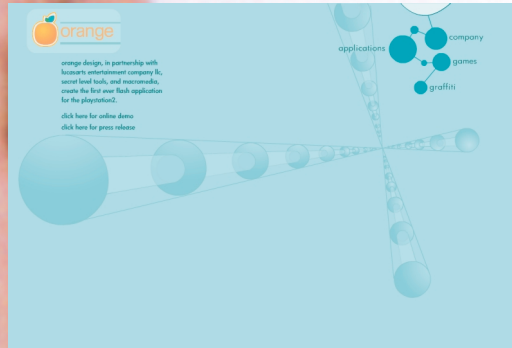 orange
orange design, in partnership with
lucasarts entertainment company llc,
secret level tools, and macromedia,
create the first ever flash application
for the playstation2.
click here for online demo
click here for press release
company
applications
games
graffiti